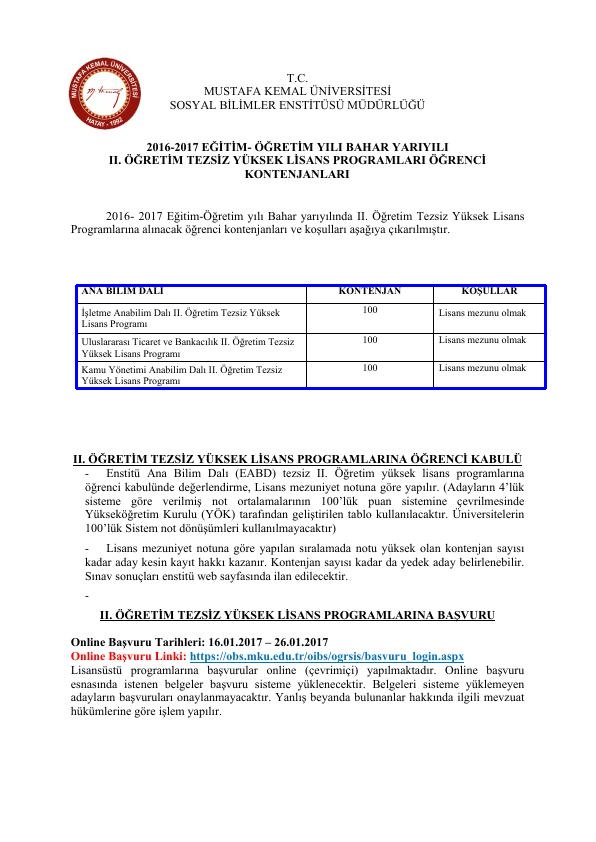 MUSTAFA KEMAL ÜNİVERSİTESİ
HATAY - 1992
T.C.
MUSTAFA KEMAL ÜNİVERSİTESİ
SOSYAL BİLİMLER ENSTİTÜSÜ MÜDÜRLÜĞÜ
2016-2017 EĞİTİM- ÖĞRETİM YILI BAHAR YARIYILI
II. ÖĞRETİM TEZSİZ YÜKSEK LİSANS PROGRAMLARI ÖĞRENCİ
KONTENJANLARI
2016- 2017 Eğitim-Öğretim yılı Bahar yarıyılında II. Öğretim Tezsiz Yüksek Lisans
Programlarına alınacak öğrenci kontenjanları ve koşulları aşağıya çıkarılmıştır.
ANA BİLİM DALI KONTENJAN KOŞULLAR
İşletme Anabilim Dalı II. Öğretim Tezsiz Yüksek
Lisans Programı
100
Lisans mezunu olmak
Uluslararası Ticaret ve Bankacılık II. Öğretim Tezsiz
Yüksek Lisans Programı
100
Lisans mezunu olmak
Kamu Yönetimi Anabilim Dalı II. Öğretim Tezsiz
Yüksek Lisans Programı
100
Lisans mezunu olmak
II. ÖĞRETİM TEZSİZ YÜKSEK LİSANS PROGRAMLARINA ÖĞRENCİ KABULÜ
- Enstitü Ana Bilim Dalı (EABD) tezsiz II. Öğretim yüksek lisans programlarına
öğrenci kabulünde değerlendirme, Lisans mezuniyet notuna göre yapılır. (Adayların 4’lük
sisteme göre verilmiş not ortalamalarının 100’lük puan sistemine çevrilmesinde
Yükseköğretim Kurulu (YÖK) tarafından geliştirilen tablo kullanılacaktır. Üniversitelerin
100’lük Sistem not dönüşümleri kullanılmayacaktır)
- Lisans mezuniyet notuna göre yapılan sıralamada notu yüksek olan kontenjan sayısı
kadar aday kesin kayıt hakkı kazanır. Kontenjan sayısı kadar da yedek aday belirlenebilir.
Sınav sonuçları enstitü web sayfasında ilan edilecektir.
-
II. ÖĞRETİM TEZSİZ YÜKSEK LİSANS PROGRAMLARINA BAŞVURU
Online Başvuru Tarihleri: 16.01.2017 – 26.01.2017
Online Başvuru Linki: https://obs.mku.edu.tr/oibs/ogrsis/basvuru_login.aspx
Lisansüstü programlarına başvurular online (çevrimiçi) yapılmaktadır. Online başvuru
esnasında istenen belgeler başvuru sisteme yüklenecektir. Belgeleri sisteme yüklemeyen
adayların başvuruları onaylanmayacaktır. Yanlış beyanda bulunanlar hakkında ilgili mevzuat
hükümlerine göre işlem yapılır.